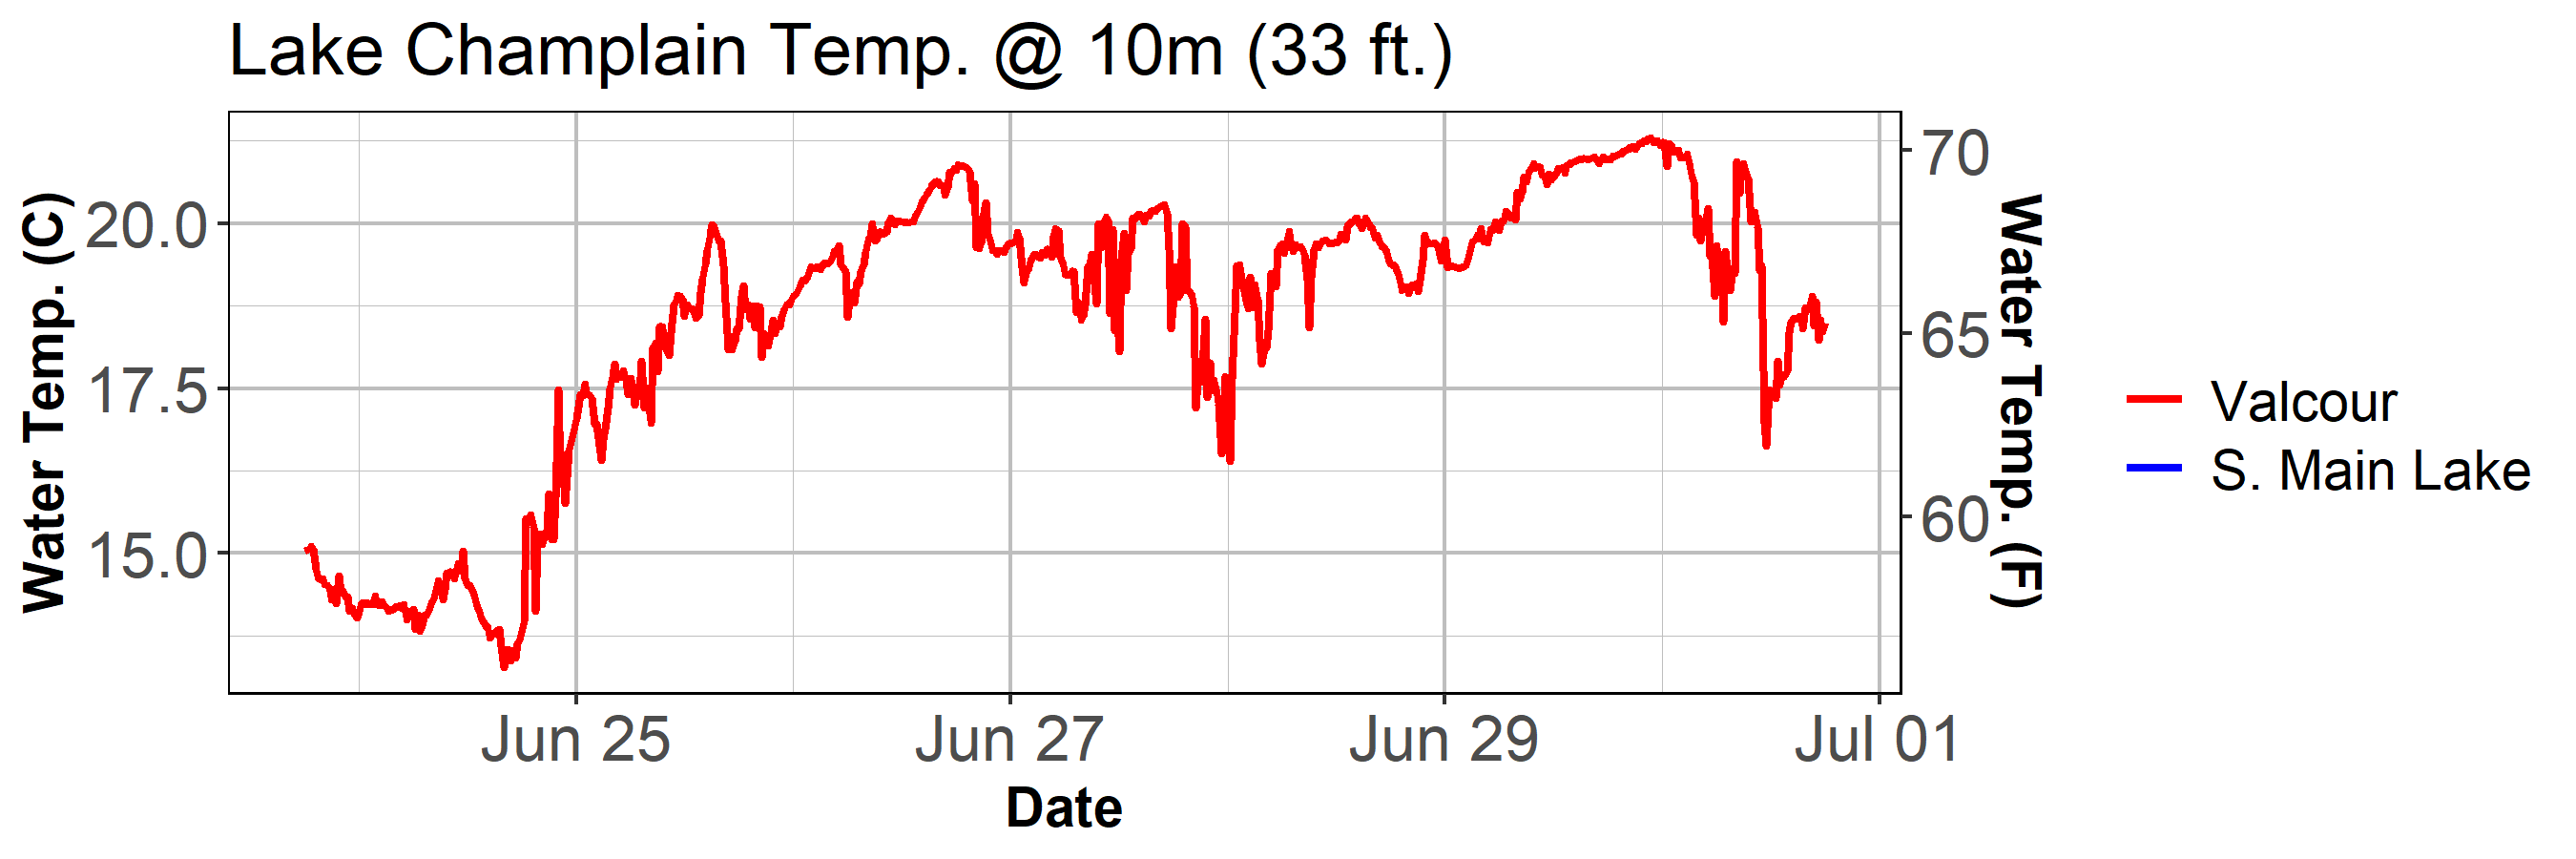 Lake Champlain Temp. @ 10m (33 ft.)
Water Temp. (C)
20.0
17.5
15.0
70
65
60
Water Temp. (F)
Jun 25
Jun 27
Jun 29
Jul 01
Date
Valcour
S. Main Lake